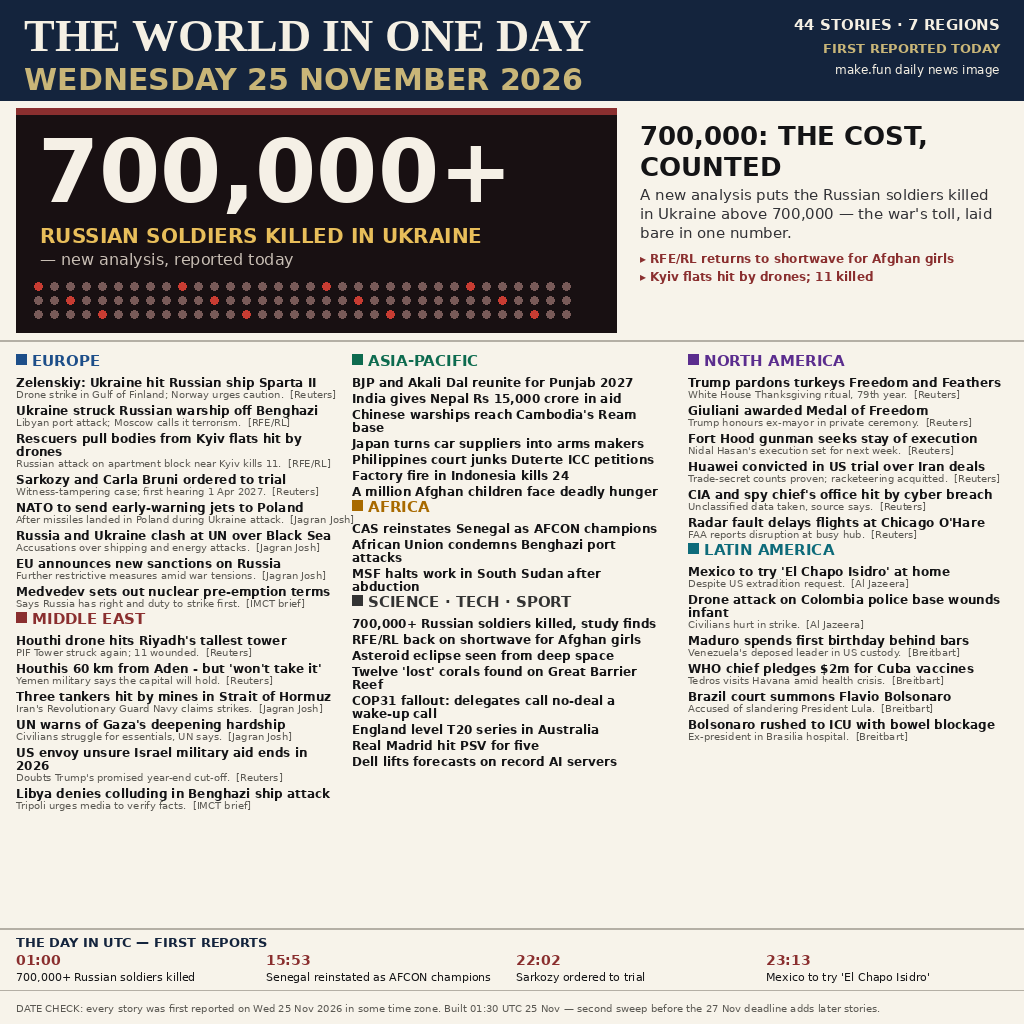 THE WORLD IN ONE DAY
WEDNESDAY 25 NOVEMBER 2026
44 STORIES · 7 REGIONS
FIRST REPORTED TODAY
make.fun daily news image
700,000+
RUSSIAN SOLDIERS KILLED IN UKRAINE
— new analysis, reported today
700,000: THE COST,
COUNTED
A new analysis puts the Russian soldiers killed
in Ukraine above 700,000 — the war's toll, laid
bare in one number.
▸ RFE/RL returns to shortwave for Afghan girls
▸ Kyiv flats hit by drones; 11 killed
EUROPE
Zelenskiy: Ukraine hit Russian ship Sparta II
Drone strike in Gulf of Finland; Norway urges caution. [Reuters]
Ukraine struck Russian warship off Benghazi
Libyan port attack; Moscow calls it terrorism. [RFE/RL]
Rescuers pull bodies from Kyiv flats hit by
drones
Russian attack on apartment block near Kyiv kills 11. [RFE/RL]
Sarkozy and Carla Bruni ordered to trial
Witness-tampering case; first hearing 1 Apr 2027. [Reuters]
NATO to send early-warning jets to Poland
After missiles landed in Poland during Ukraine attack. [Jagran Josh]
Russia and Ukraine clash at UN over Black Sea
Accusations over shipping and energy attacks. [Jagran Josh]
EU announces new sanctions on Russia
Further restrictive measures amid war tensions. [Jagran Josh]
Medvedev sets out nuclear pre-emption terms
Says Russia has right and duty to strike first. [IMCT brief]
MIDDLE EAST
Houthi drone hits Riyadh's tallest tower
PIF Tower struck again; 11 wounded. [Reuters]
Houthis 60 km from Aden - but 'won't take it'
Yemen military says the capital will hold. [Reuters]
Three tankers hit by mines in Strait of Hormuz
Iran's Revolutionary Guard Navy claims strikes. [Jagran Josh]
UN warns of Gaza's deepening hardship
Civilians struggle for essentials, UN says. [Jagran Josh]
US envoy unsure Israel military aid ends in
2026
Doubts Trump's promised year-end cut-off. [Reuters]
Libya denies colluding in Benghazi ship attack
Tripoli urges media to verify facts. [IMCT brief]
ASIA-PACIFIC
BJP and Akali Dal reunite for Punjab 2027
India gives Nepal Rs 15,000 crore in aid
Chinese warships reach Cambodia's Ream
base
Japan turns car suppliers into arms makers
Philippines court junks Duterte ICC petitions
Factory fire in Indonesia kills 24
A million Afghan children face deadly hunger
AFRICA
CAS reinstates Senegal as AFCON champions
African Union condemns Benghazi port
attacks
MSF halts work in South Sudan after
abduction
SCIENCE · TECH · SPORT
700,000+ Russian soldiers killed, study finds
RFE/RL back on shortwave for Afghan girls
Asteroid eclipse seen from deep space
Twelve 'lost' corals found on Great Barrier
Reef
COP31 fallout: delegates call no-deal a
wake-up call
England level T20 series in Australia
Real Madrid hit PSV for five
Dell lifts forecasts on record AI servers
NORTH AMERICA
Trump pardons turkeys Freedom and Feathers
White House Thanksgiving ritual, 79th year. [Reuters]
Giuliani awarded Medal of Freedom
Trump honours ex-mayor in private ceremony. [Reuters]
Fort Hood gunman seeks stay of execution
Nidal Hasan's execution set for next week. [Reuters]
Huawei convicted in US trial over Iran deals
Trade-secret counts proven; racketeering acquitted. [Reuters]
CIA and spy chief's office hit by cyber breach
Unclassified data taken, source says. [Reuters]
Radar fault delays flights at Chicago O'Hare
FAA reports disruption at busy hub. [Reuters]
LATIN AMERICA
Mexico to try 'El Chapo Isidro' at home
Despite US extradition request. [Al Jazeera]
Drone attack on Colombia police base wounds
infant
Civilians hurt in strike. [Al Jazeera]
Maduro spends first birthday behind bars
Venezuela's deposed leader in US custody. [Breitbart]
WHO chief pledges $2m for Cuba vaccines
Tedros visits Havana amid health crisis. [Breitbart]
Brazil court summons Flavio Bolsonaro
Accused of slandering President Lula. [Breitbart]
Bolsonaro rushed to ICU with bowel blockage
Ex-president in Brasilia hospital. [Breitbart]
THE DAY IN UTC — FIRST REPORTS
01:00
700,000+ Russian soldiers killed
15:53
Senegal reinstated as AFCON champions
22:02
Sarkozy ordered to trial
23:13
Mexico to try 'El Chapo Isidro'
DATE CHECK: every story was first reported on Wed 25 Nov 2026 in some time zone. Built 01:30 UTC 25 Nov — second sweep before the 27 Nov deadline adds later stories.